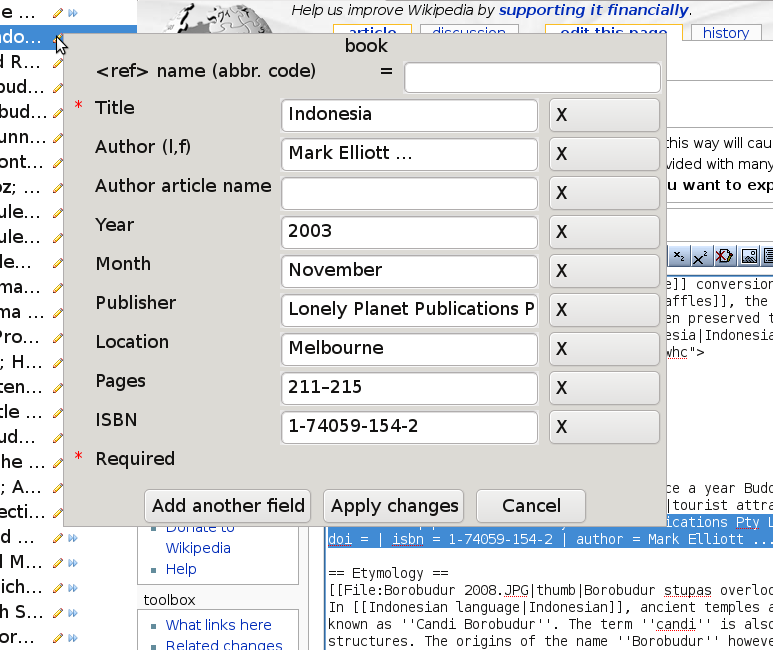 Help us improve Wikipedia by supporting it financially.
article
discussion
edit this page
history
book
<ref> name (abbr. code) =
* Title Indonesia X
Author (l,f) Mark Elliott ... X
Author article name X
Year 2003 X
Month November X
Publisher Lonely Planet Publications P X
Location Melbourne X
Pages 211–215 X
ISBN 1-74059-154-2 X
* Required
Add another field Apply changes Cancel
e ...
do...
d R...
bud...
bud...
unn...
ont...
oz; ...
ule...
ule...
le...
ma...
ma ...
Pro...
; H...
ten...
tle ...
ud...
he ...
; A...
ecti...
d ...
l M...
ich...
h S...
or...
this way will cau
vided with many
u want to exp
e]] conversion
affles]], the
en preserved t
esia|Indonesia
whc">
ce a year Budd
|tourist attra
ications Pty L
doi = | isbn = 1-74059-154-2 | author = Mark Elliott ...
== Etymology ==
[[File:Borobudur 2008.JPG|thumb|Borobudur stupas overloo
In [[Indonesian language|Indonesian]], ancient temples a
known as ''Candi Borobudur''. The term ''candi'' is also
structures. The origins of the name ''Borobudur'' howeve
Donate to
Wikipedia
Help
toolbox
What links here
Related changes